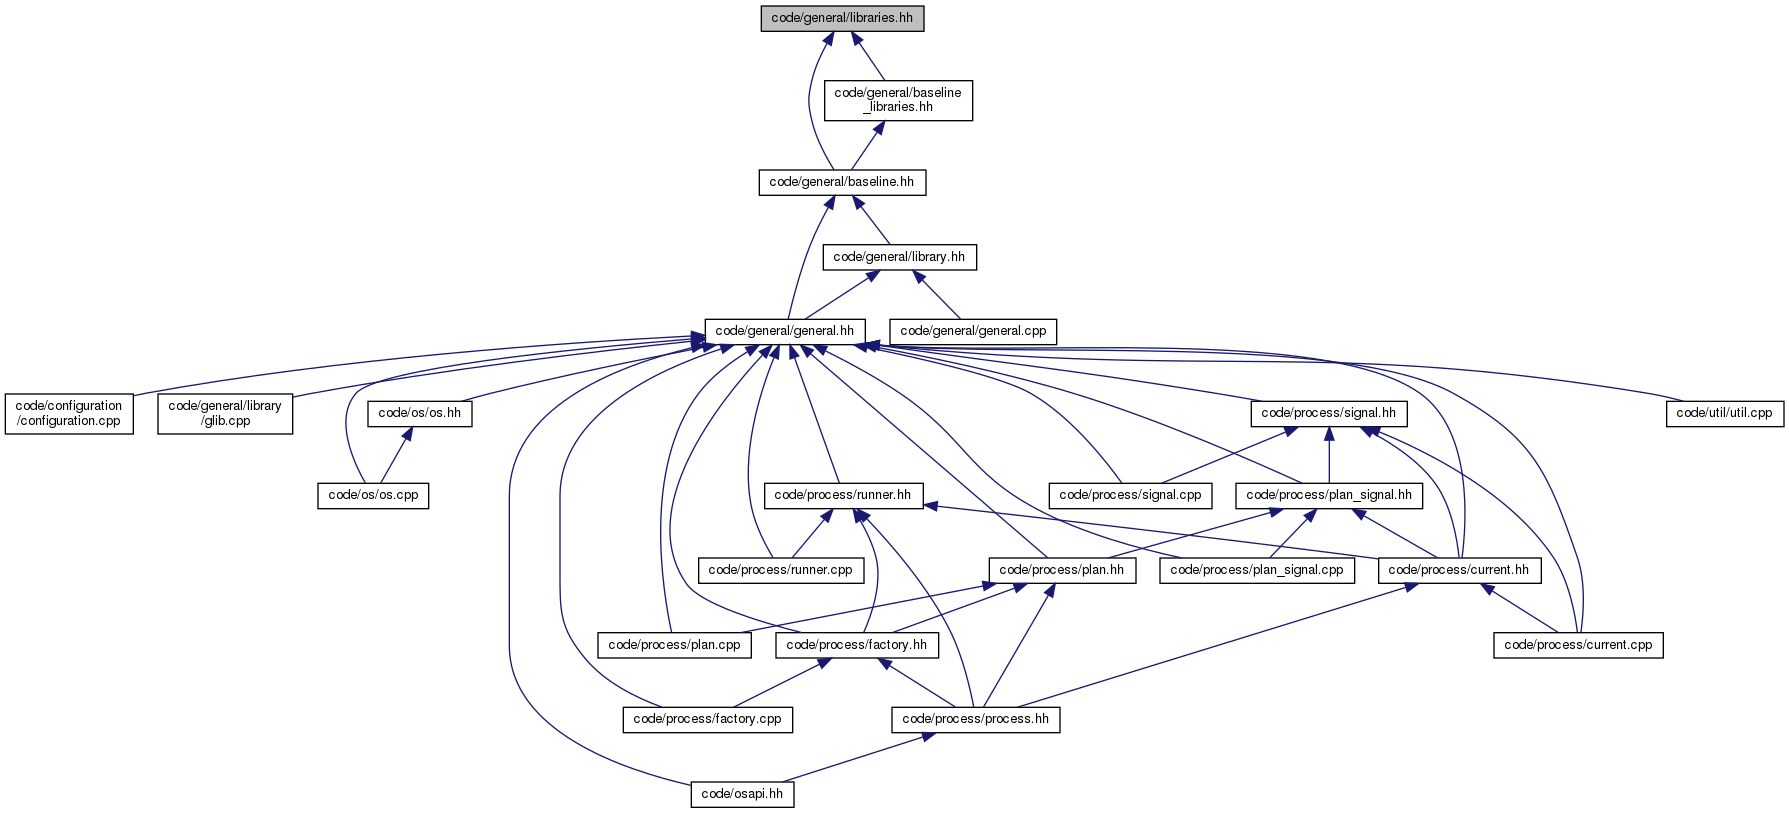 code/general/libraries.hh
code/general/baseline
_libraries.hh
code/general/baseline.hh
code/general/library.hh
code/general/general.hh
code/general/general.cpp
code/configuration
/configuration.cpp
code/general/library
/glib.cpp
code/os/os.hh
code/process/signal.hh
code/util/util.cpp
code/os/os.cpp
code/process/runner.hh
code/process/signal.cpp
code/process/plan_signal.hh
code/process/runner.cpp
code/process/plan.hh
code/process/plan_signal.cpp
code/process/current.hh
code/process/plan.cpp
code/process/factory.hh
code/process/current.cpp
code/process/factory.cpp
code/process/process.hh
code/osapi.hh